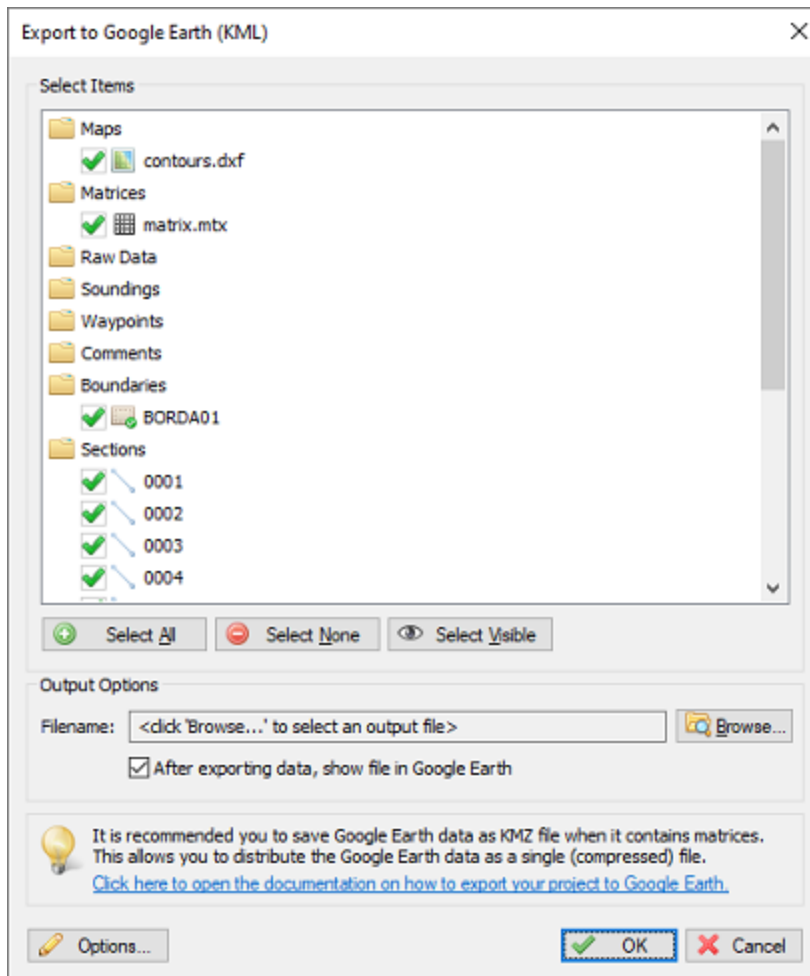 Export to Google Earth (KML)
Select Items
Maps
contours.dxf
Matrices
matrix.mtx
Raw Data
Soundings
Waypoints
Comments
Boundaries
BORDA01
Sections
0001
0002
0003
0004
Select All
Select None
Select Visible
Output Options
Filename:
<click 'Browse...' to select an output file>
Browse...
After exporting data, show file in Google Earth
It is recommended you to save Google Earth data as KMZ file when it contains matrices.
This allows you to distribute the Google Earth data as a single (compressed) file.
Click here to open the documentation on how to export your project to Google Earth.
Options...
OK
Cancel